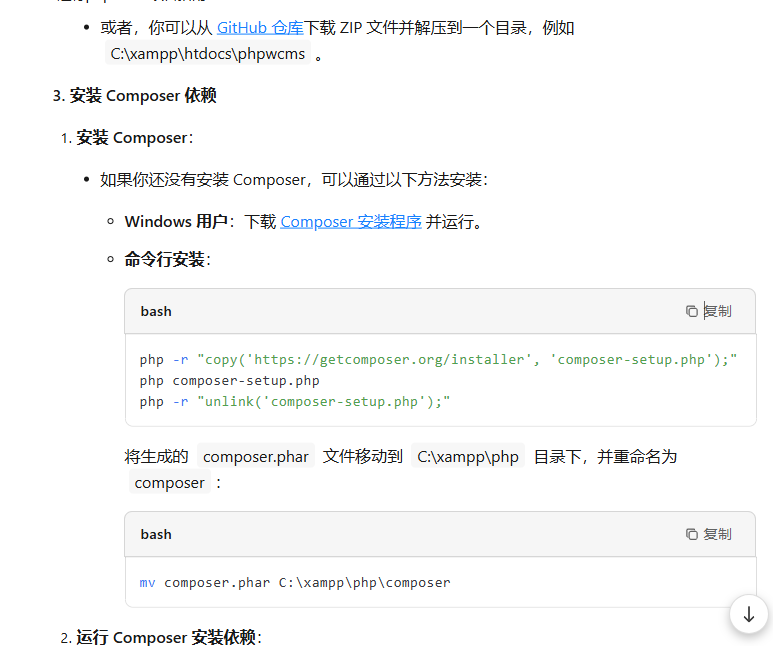 或者，你可以从 GitHub 仓库下载 ZIP 文件并解压到一个目录，例如
C:\xampp\htdocs\phpwcms 。
3. 安装 Composer 依赖
1. 安装 Composer：
如果你还没有安装 Composer，可以通过以下方法安装：
Windows 用户：下载 Composer 安装程序 并运行。
命令行安装：
bash 复制
php -r "copy('https://getcomposer.org/installer', 'composer-setup.php');"
php composer-setup.php
php -r "unlink('composer-setup.php');"
将生成的 composer.phar 文件移动到 C:\xampp\php 目录下，并重命名为
composer ：
bash 复制
mv composer.phar C:\xampp\php\composer
2. 运行 Composer 安装依赖：